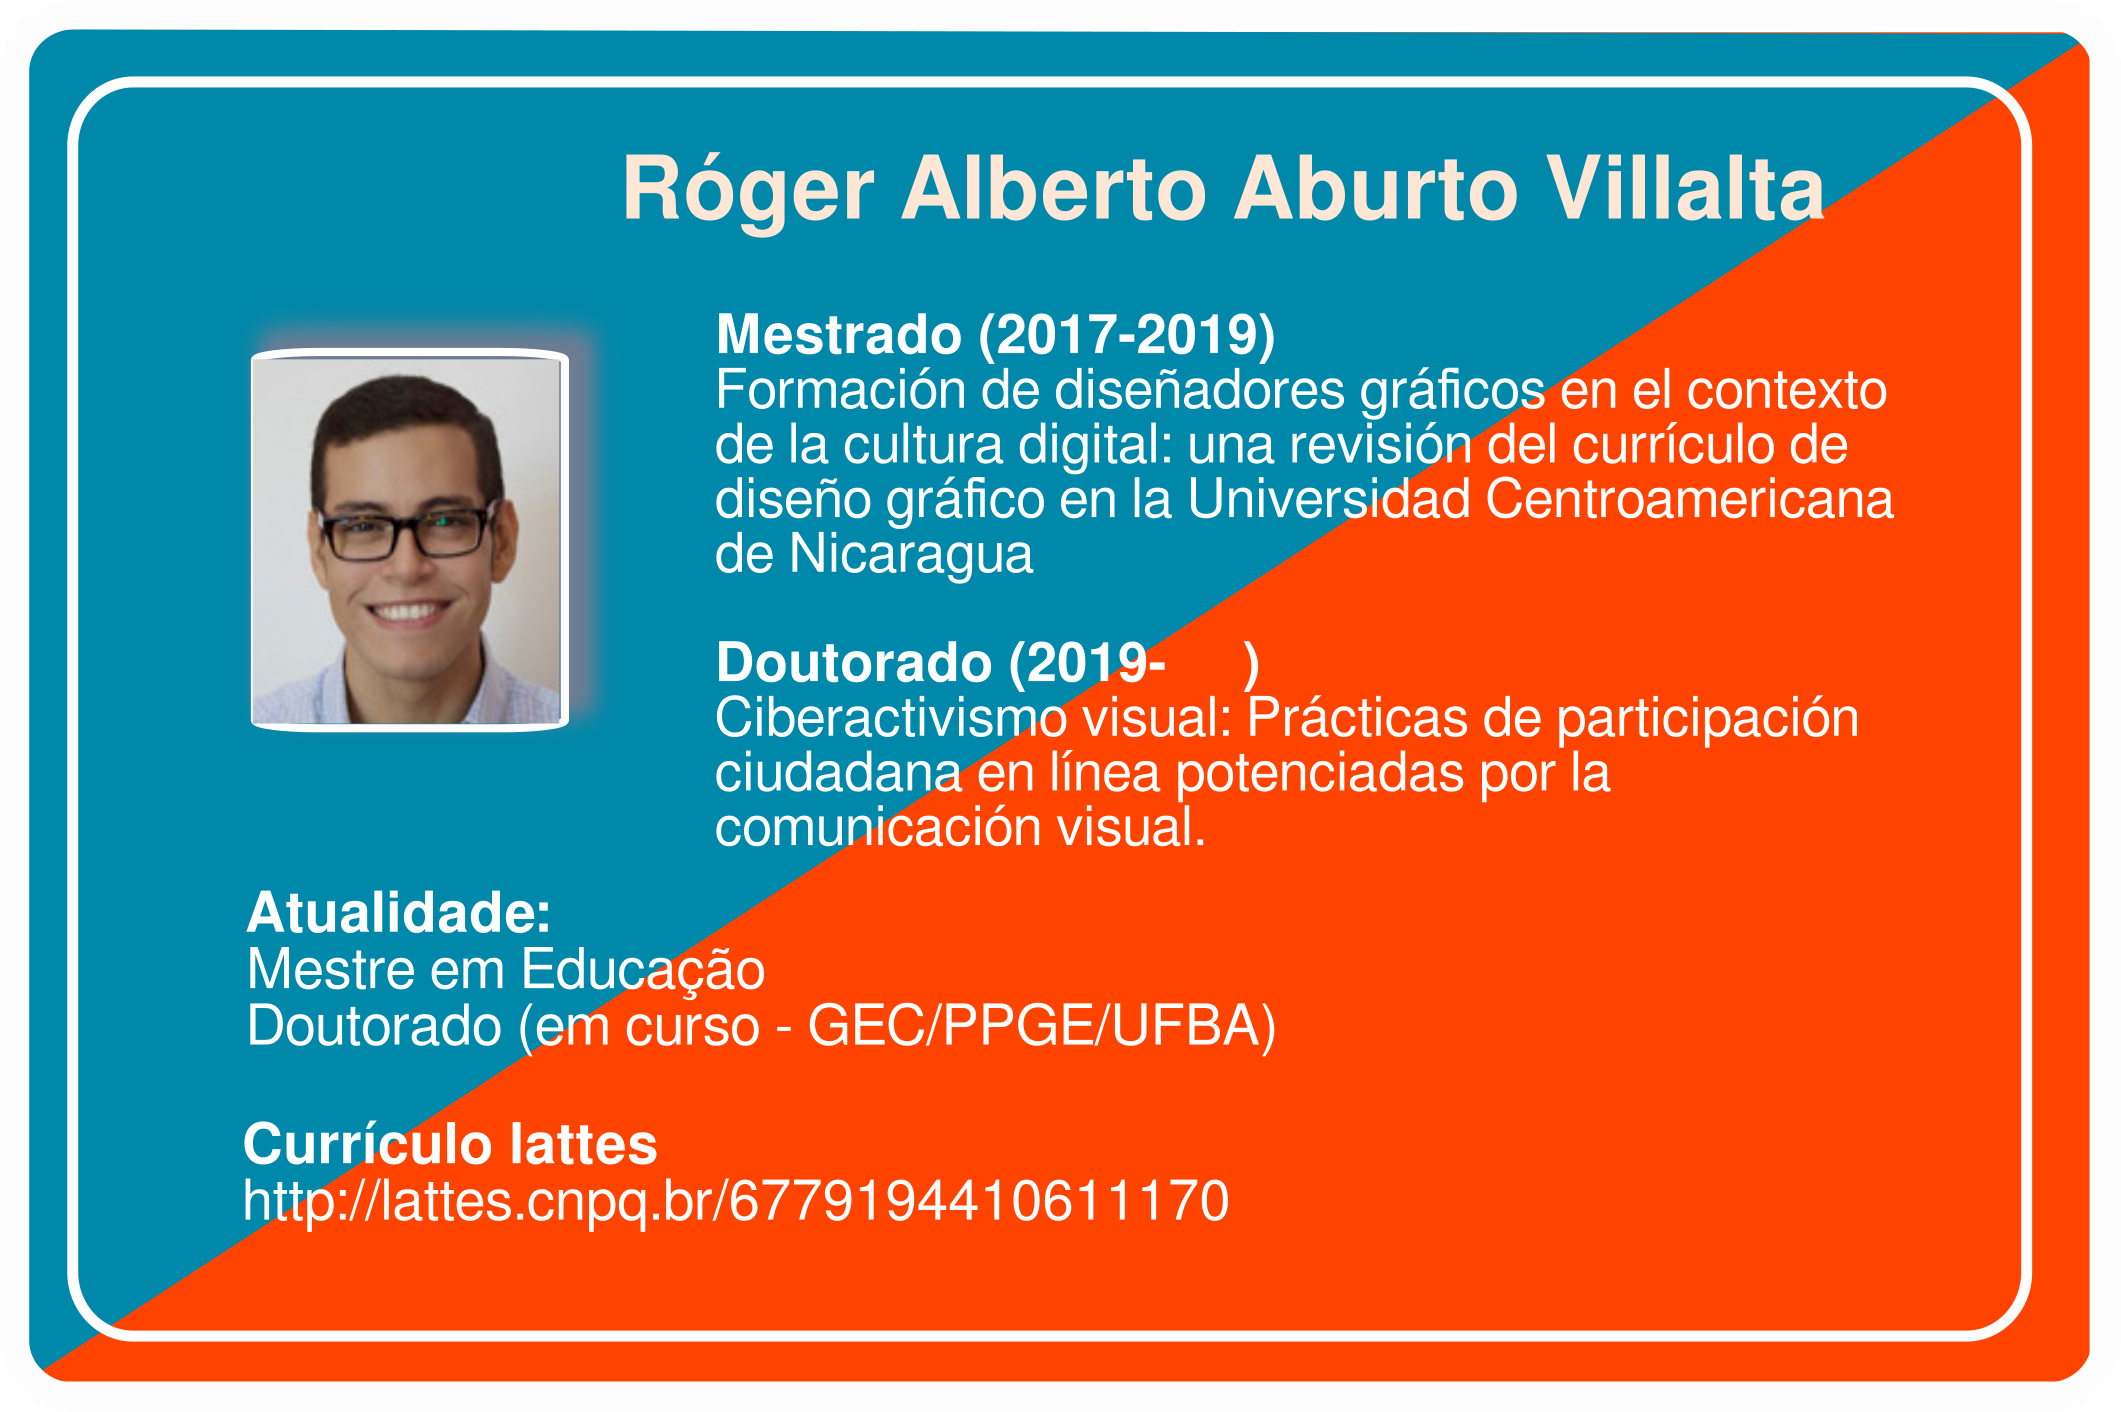 Róger Alberto Aburto Villalta
Mestrado (2017-2019)
Formación de diseñadores gráficos en el contexto
de la cultura digital: una revisión del currículo de
diseño gráfico en la Universidad Centroamericana
de Nicaragua
Doutorado (2019- )
Ciberactivismo visual: Prácticas de participación
ciudadana en línea potenciadas por la
comunicación visual.
Atualidade:
Mestre em Educação
Doutorado (em curso - GEC/PPGE/UFBA)
Currículo lattes
http://lattes.cnpq.br/6779194410611170